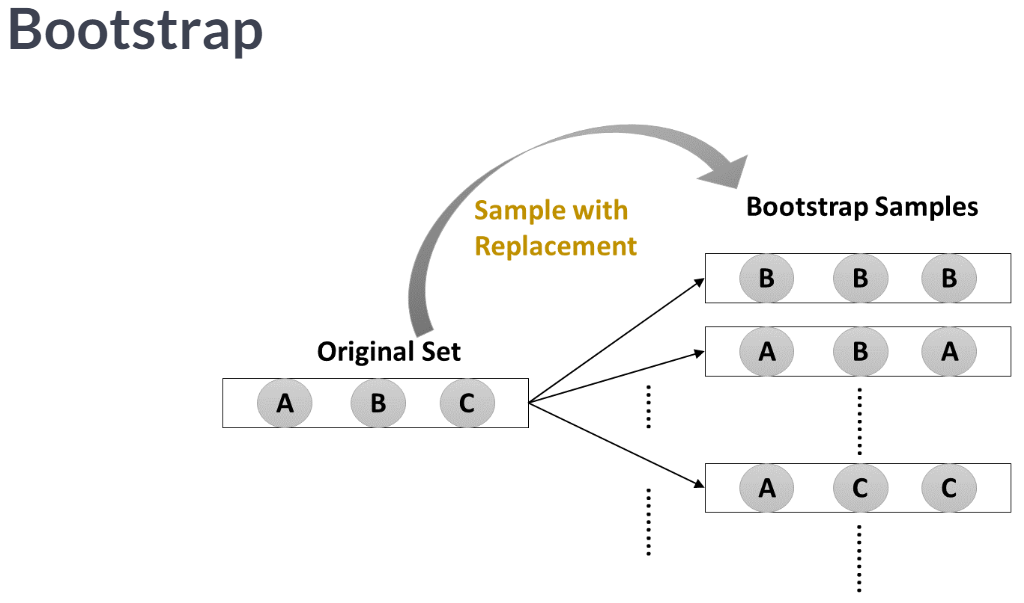 Bootstrap
Sample with
Replacement
Bootstrap Samples
B B B
A B A
Original Set
A B C
A C C